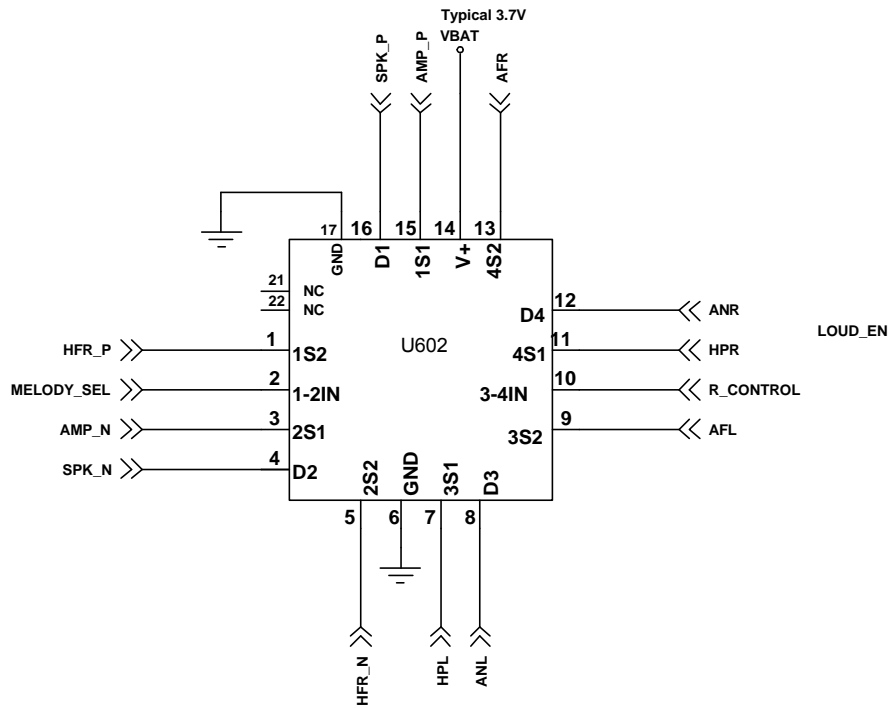 Typical 3.7V
VBAT
SPK_P
AMP_P
AFR
17
16
15
14
13
GND
D1
1S1
V+
4S2
21
NC
22
NC
D4
12
ANR
LOUD_EN
HFR_P
1
1S2
U602
4S1
11
HPR
MELODY_SEL
2
1-2IN
3-4IN
10
R_CONTROL
AMP_N
3
2S1
3S2
9
AFL
SPK_N
4
D2
2S2
GND
3S1
D3
5
6
7
8
HFR_N
HPL
ANL